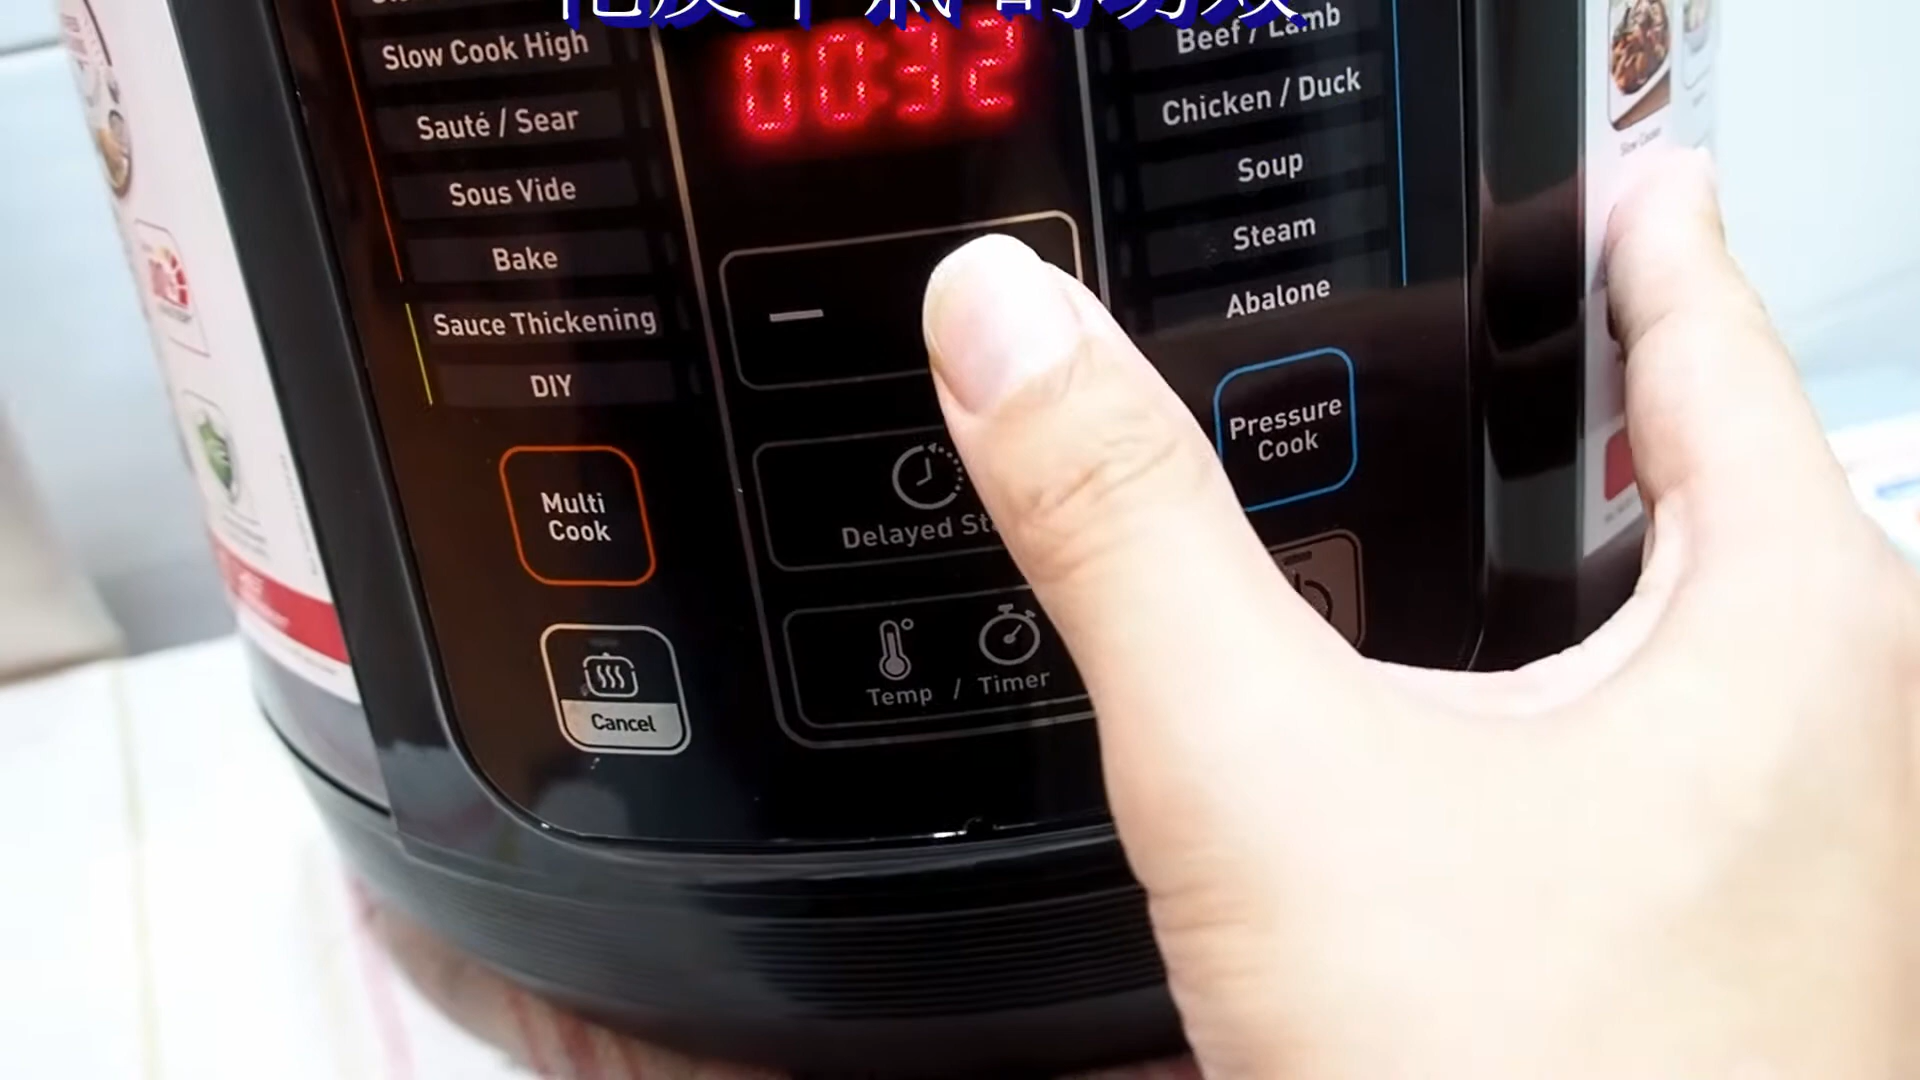 Slow Cook High
Sauté / Sear
Sous Vide
Bake
Sauce Thickening
DIY
Multi
Cook
Cancel
00:32
—
Delayed
Temp / Timer
Beef / Lamb
Chicken / Duck
Soup
Steam
Abalone
Pressure
Cook